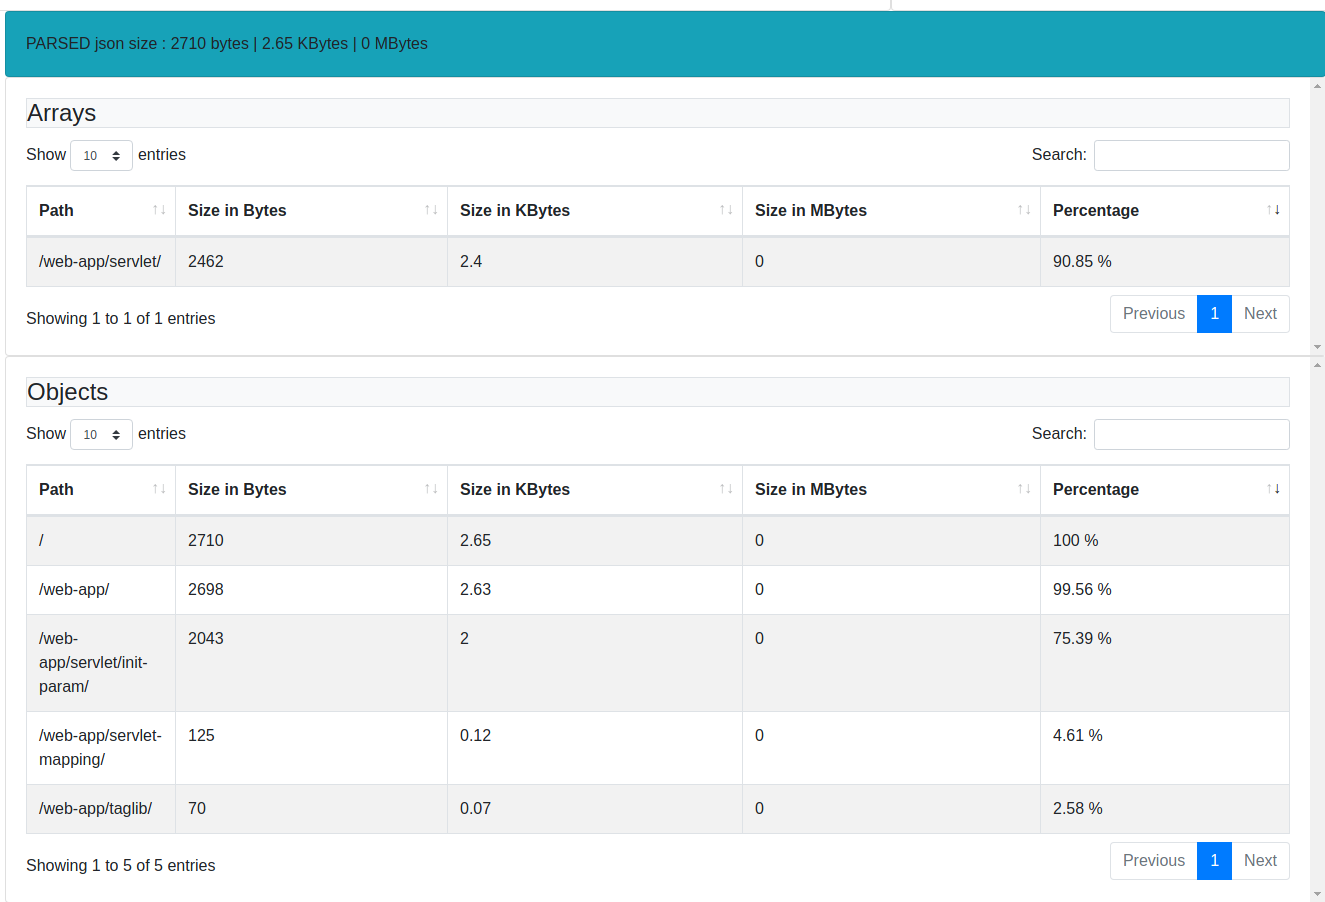 PARSED json size : 2710 bytes | 2.65 KBytes | 0 MBytes
Arrays
Show 10 entries Search:
Path ↑↓ Size in Bytes ↑↓ Size in KBytes ↑↓ Size in MBytes ↑↓ Percentage ↑↓
/web-app/servlet/ 2462 2.4 0 90.85 %
Showing 1 to 1 of 1 entries Previous 1 Next
Objects
Show 10 entries Search:
Path ↑↓ Size in Bytes ↑↓ Size in KBytes ↑↓ Size in MBytes ↑↓ Percentage ↑↓
/ 2710 2.65 0 100 %
/web-app/ 2698 2.63 0 99.56 %
/web- 2043 2 0 75.39 %
app/servlet/init-
param/
/web-app/servlet- 125 0.12 0 4.61 %
mapping/
/web-app/taglib/ 70 0.07 0 2.58 %
Showing 1 to 5 of 5 entries Previous 1 Next